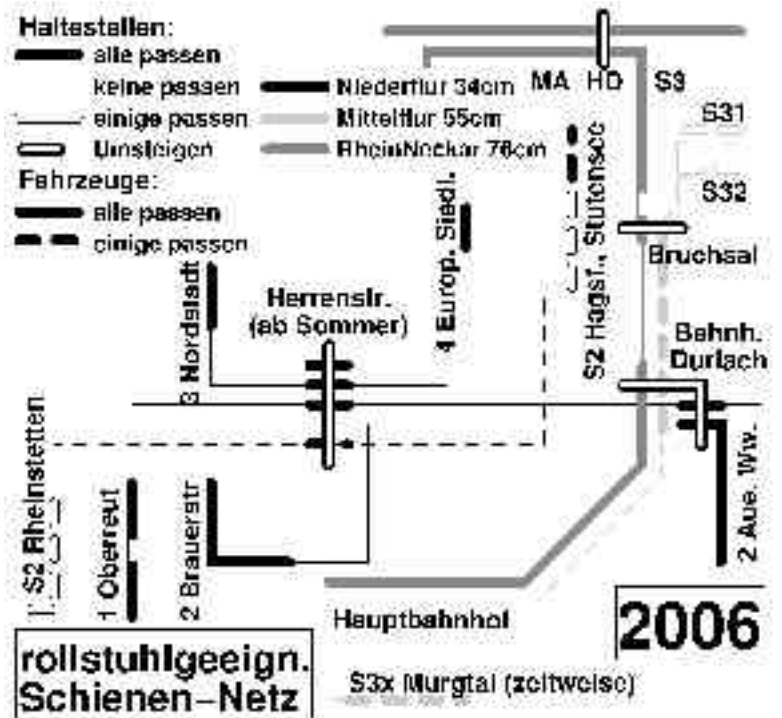 Haltestellen:
alle passen
keine passen
einige passen
Umsteigen
Fahrzeuge:
alle passen
einige passen
Niederflur 34cm
Mittelflur 55cm
RheinNeckar 76cm
MA HD S3
S31
S32
Bruchsal
Bahnh.
Durlach
Herrenstr.
(ab Sommer)
3 Nordstadt
4 Europ. Siedl.
S2 Hagsf., Stutensee
S2 Rheinstetten
1 Oberreut
2 Brauerstr
2 Aue. Ww.
Hauptbahnhof
2006
rollstuhlgeeign.
Schienen-Netz
S3x Murgtal (zeitweise)